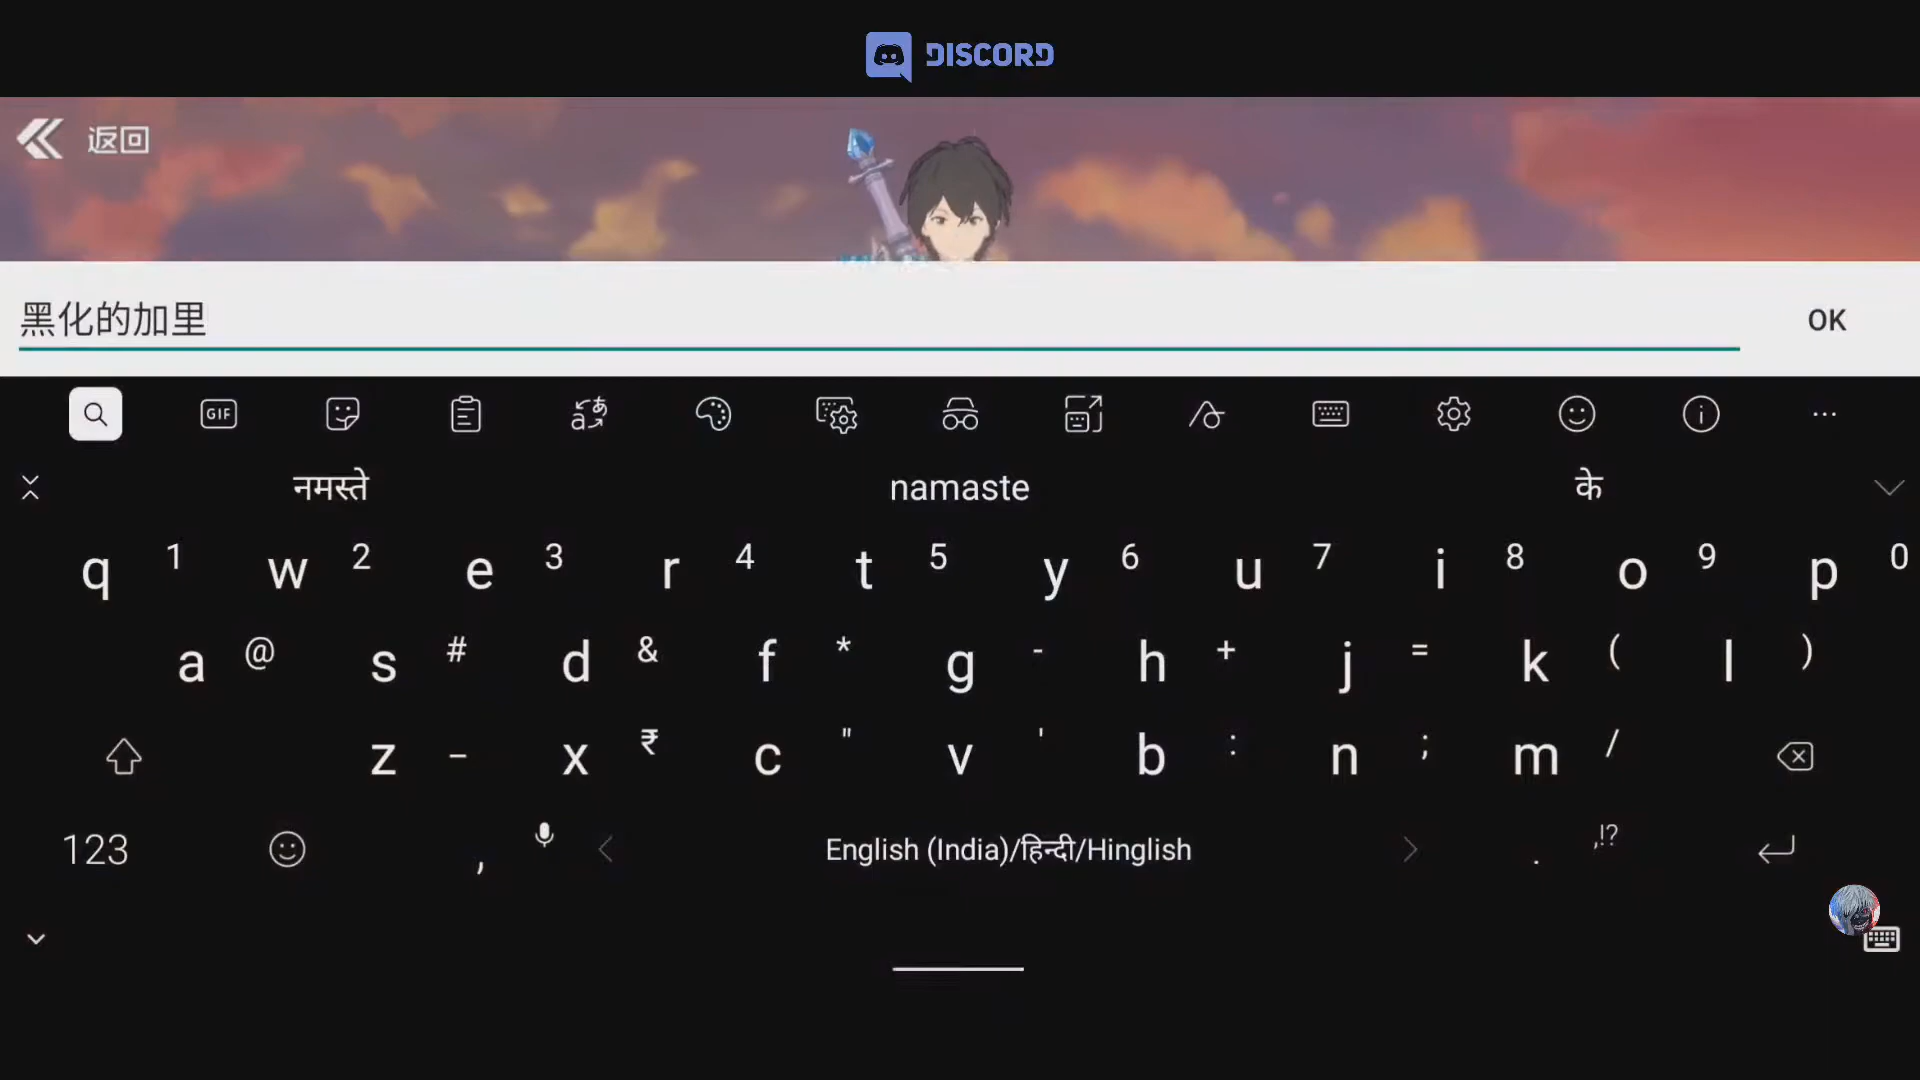 DISCORD
返回
黑化的加里
OK
GIF
नमस्ते namaste के
q 1 w 2 e 3 r 4 t 5 y 6 u 7 i 8 o 9 p 0
a @ s # d & f * g - h + j = k ( l )
z _ x ₹ c " v ' b : n ; m /
123 , English (India)/हिन्दी/Hinglish . ,!?